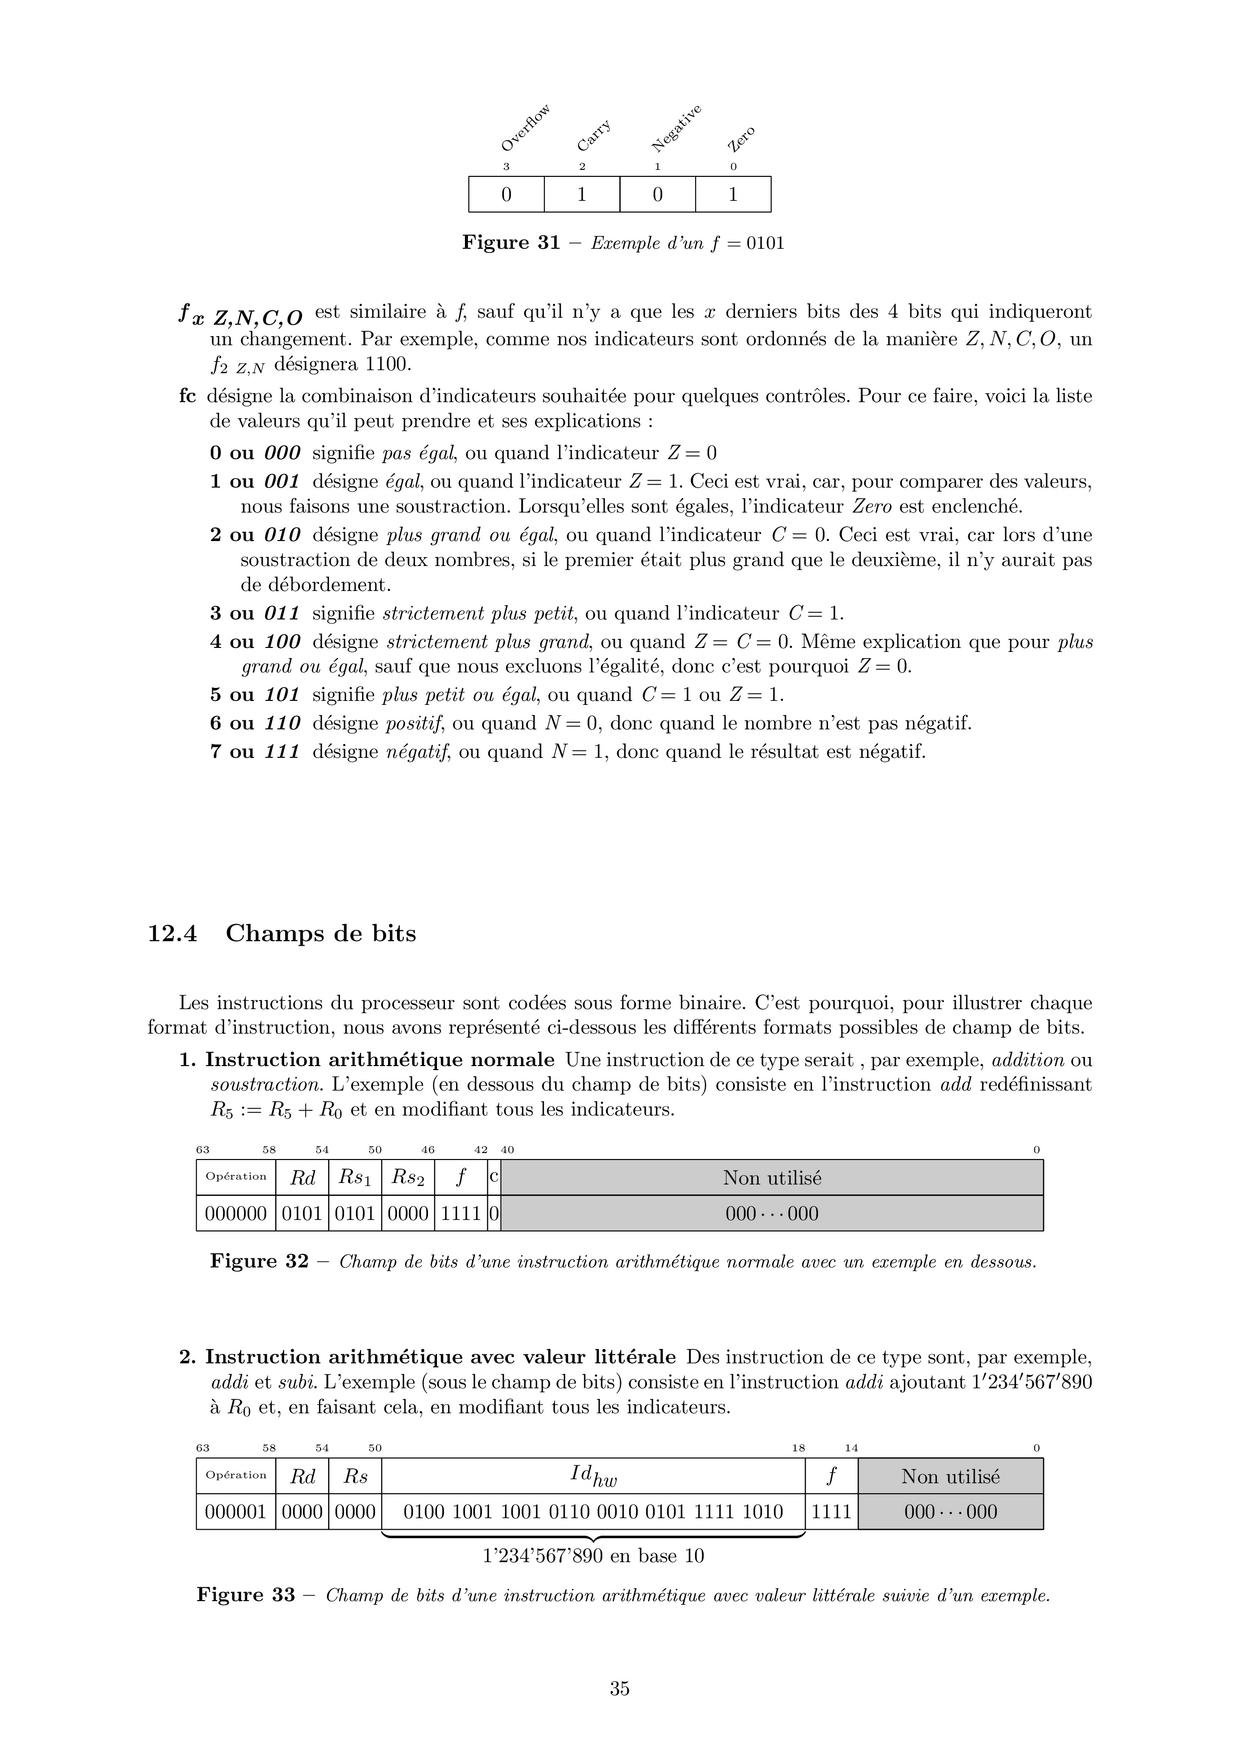 Overflow Carry Negative Zero
3 2 1 0
0 1 0 1
Figure 31 – Exemple d'un f = 0101
f x Z,N,C,O est similaire à f, sauf qu'il n'y a que les x derniers bits des 4 bits qui indiqueront
un changement. Par exemple, comme nos indicateurs sont ordonnés de la manière Z, N, C, O, un
f2 Z,N désignera 1100.
fc désigne la combinaison d'indicateurs souhaitée pour quelques contrôles. Pour ce faire, voici la liste
de valeurs qu'il peut prendre et ses explications :
0 ou 000 signifie pas égal, ou quand l'indicateur Z = 0
1 ou 001 désigne égal, ou quand l'indicateur Z = 1. Ceci est vrai, car, pour comparer des valeurs,
nous faisons une soustraction. Lorsqu'elles sont égales, l'indicateur Zero est enclenché.
2 ou 010 désigne plus grand ou égal, ou quand l'indicateur C = 0. Ceci est vrai, car lors d'une
soustraction de deux nombres, si le premier était plus grand que le deuxième, il n'y aurait pas
de débordement.
3 ou 011 signifie strictement plus petit, ou quand l'indicateur C = 1.
4 ou 100 désigne strictement plus grand, ou quand Z = C = 0. Même explication que pour plus
grand ou égal, sauf que nous excluons l'égalité, donc c'est pourquoi Z = 0.
5 ou 101 signifie plus petit ou égal, ou quand C = 1 ou Z = 1.
6 ou 110 désigne positif, ou quand N = 0, donc quand le nombre n'est pas négatif.
7 ou 111 désigne négatif, ou quand N = 1, donc quand le résultat est négatif.
12.4 Champs de bits
Les instructions du processeur sont codées sous forme binaire. C'est pourquoi, pour illustrer chaque
format d'instruction, nous avons représenté ci-dessous les différents formats possibles de champ de bits.
1. Instruction arithmétique normale Une instruction de ce type serait , par exemple, addition ou
soustraction. L'exemple (en dessous du champ de bits) consiste en l'instruction add redéfinissant
R5 := R5 + R0 et en modifiant tous les indicateurs.
63 58 54 50 46 42 40 0
Opération Rd Rs1 Rs2 f c Non utilisé
000000 0101 0101 0000 1111 0 000 · · · 000
Figure 32 – Champ de bits d'une instruction arithmétique normale avec un exemple en dessous.
2. Instruction arithmétique avec valeur littérale Des instruction de ce type sont, par exemple,
addi et subi. L'exemple (sous le champ de bits) consiste en l'instruction addi ajoutant 1′234′567′890
à R0 et, en faisant cela, en modifiant tous les indicateurs.
63 58 54 50 18 14 0
Opération Rd Rs Idhw f Non utilisé
000001 0000 0000 0100 1001 1001 0110 0010 0101 1111 1010 1111 000 · · · 000
1'234'567'890 en base 10
Figure 33 – Champ de bits d'une instruction arithmétique avec valeur littérale suivie d'un exemple.
35